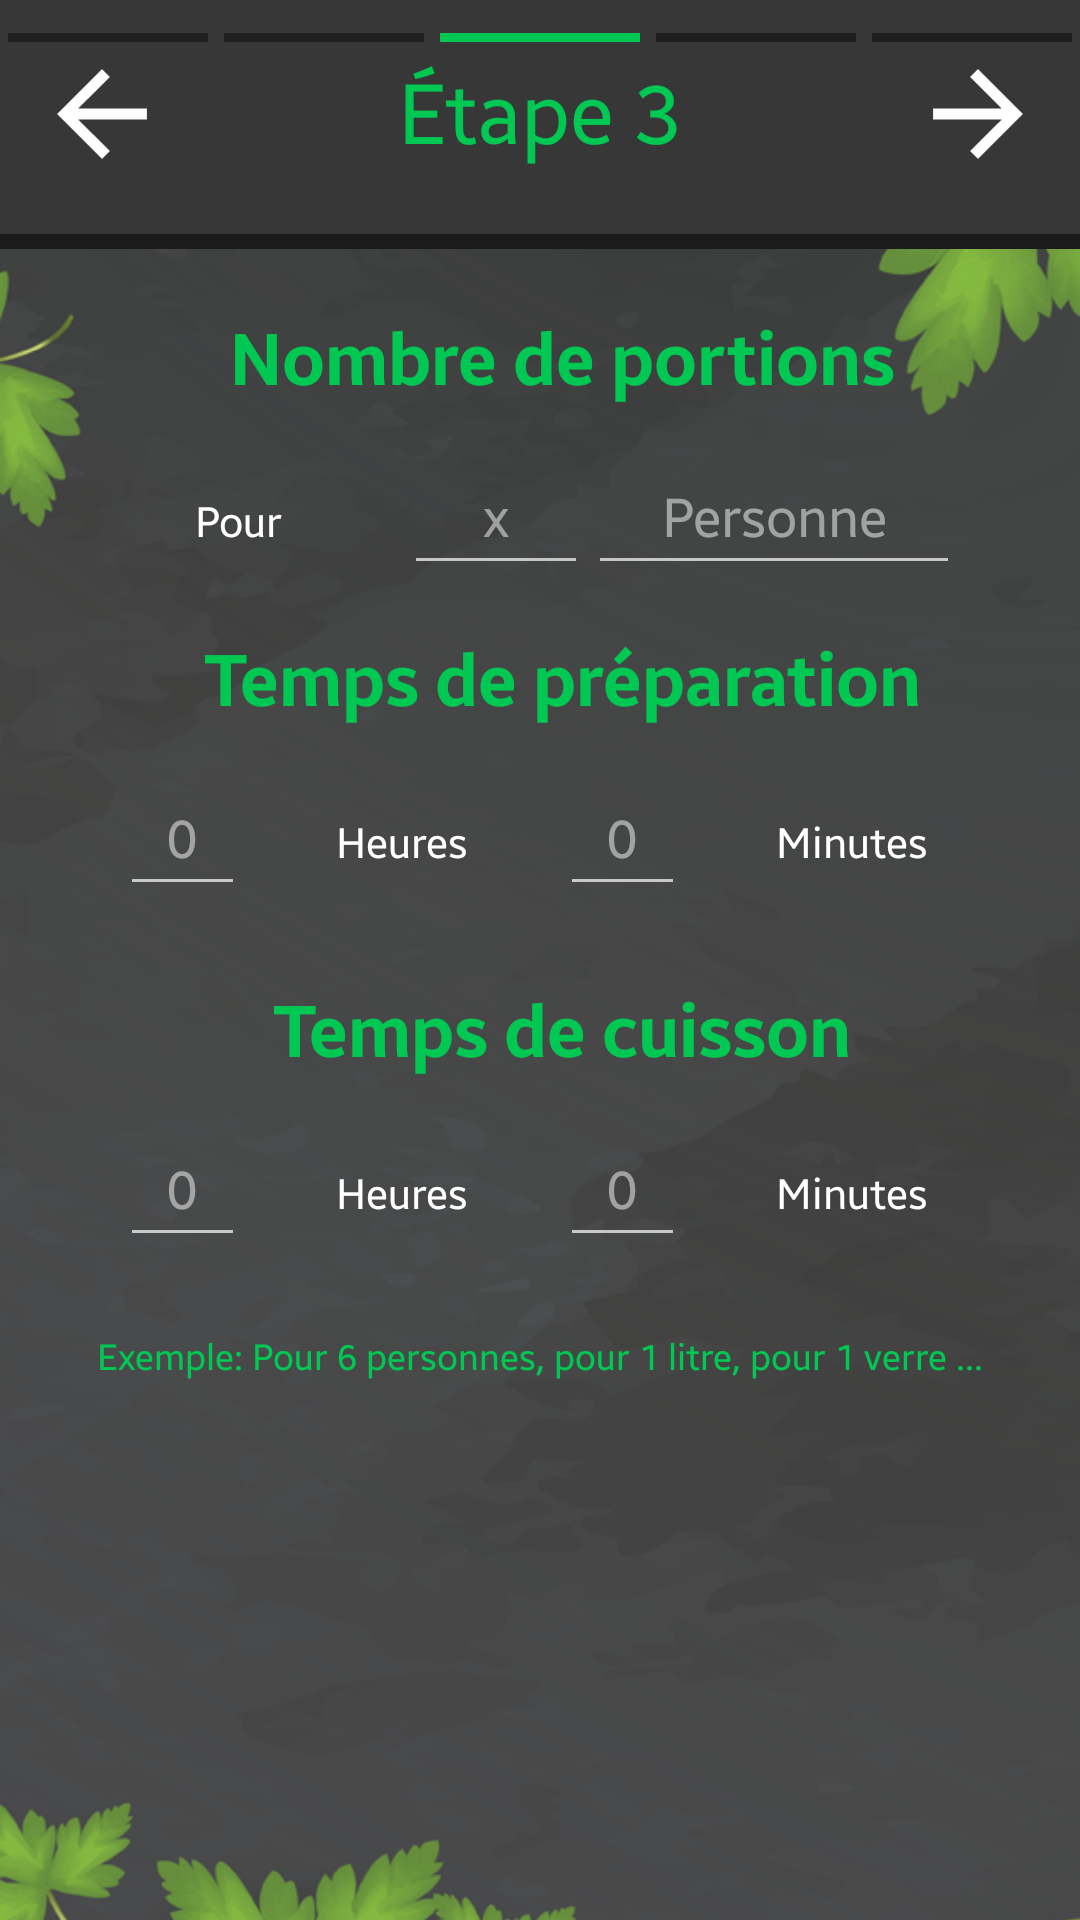 Étape 3
Nombre de portions
Pour x Personne
Temps de préparation
0 Heures 0 Minutes
Temps de cuisson
0 Heures 0 Minutes
Exemple: Pour 6 personnes, pour 1 litre, pour 1 verre ...